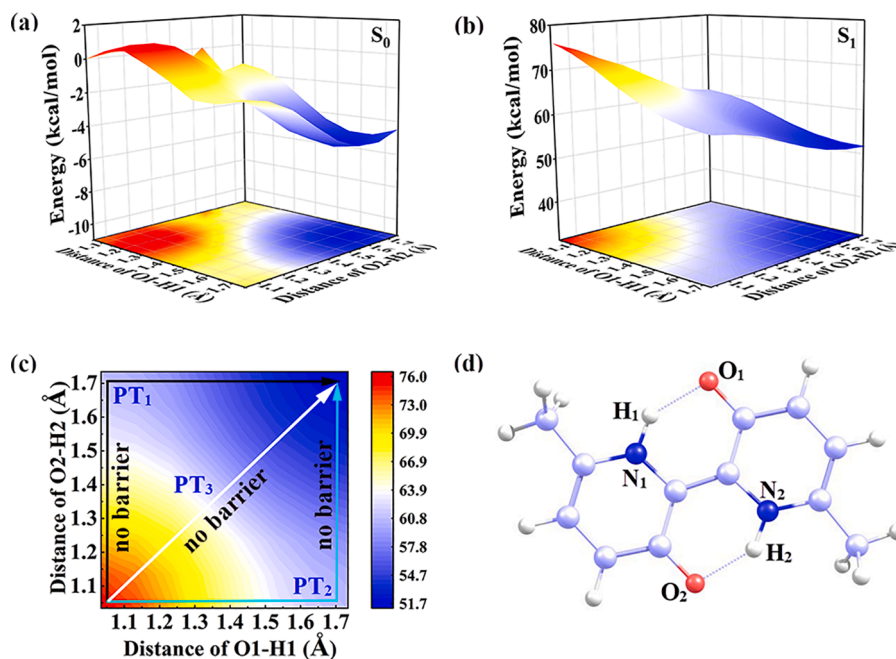 (a)
S0
Energy (kcal/mol)
2
0
-2
-4
-6
-8
-10
Distance of O1-H1 (Å)
1.7
Distance of O2-H2 (Å)
(b)
S1
Energy (kcal/mol)
80
70
60
50
40
Distance of O1-H1 (Å)
1.7
Distance of O2-H2 (Å)
(c)
Distance of O2-H2 (Å)
1.7
1.6
1.5
1.4
1.3
1.2
1.1
PT1
no barrier
PT3
no barrier
no barrier
PT2
1.1 1.2 1.3 1.4 1.5 1.6 1.7
Distance of O1-H1 (Å)
76.0
73.0
69.9
66.9
63.9
60.8
57.8
54.7
51.7
(d)
O1
H1
N1
N2
H2
O2